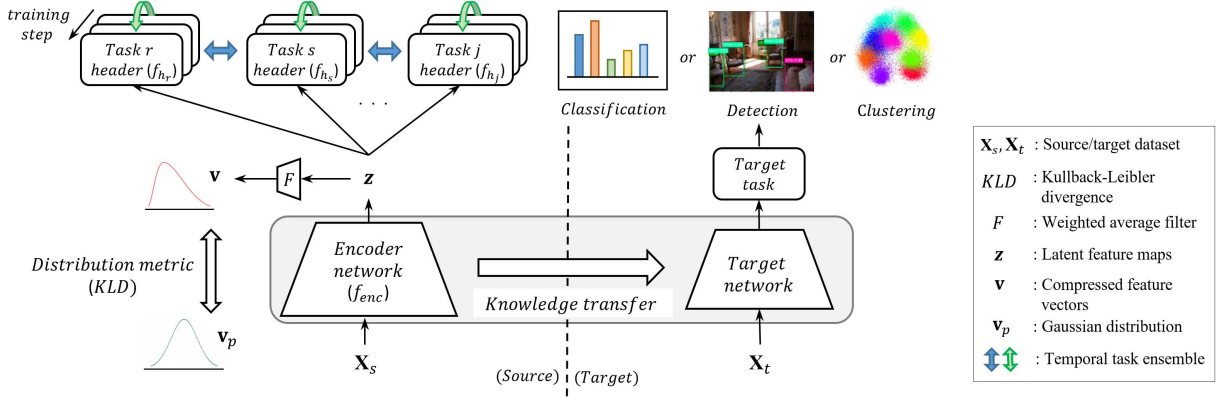 training
step
Task r
header (f_{h_r})
Task s
header (f_{h_s})
Task j
header (f_{h_j})
. . .
v
F
z
Distribution metric
(KLD)
v_p
Encoder
network
(f_{enc})
X_s
Knowledge transfer
(Source)
(Target)
Classification
or
Detection
or
Clustering
Target
task
Target
network
X_t
X_s, X_t : Source/target dataset
KLD : Kullback-Leibler
divergence
F : Weighted average filter
z : Latent feature maps
v : Compressed feature
vectors
v_p : Gaussian distribution
: Temporal task ensemble